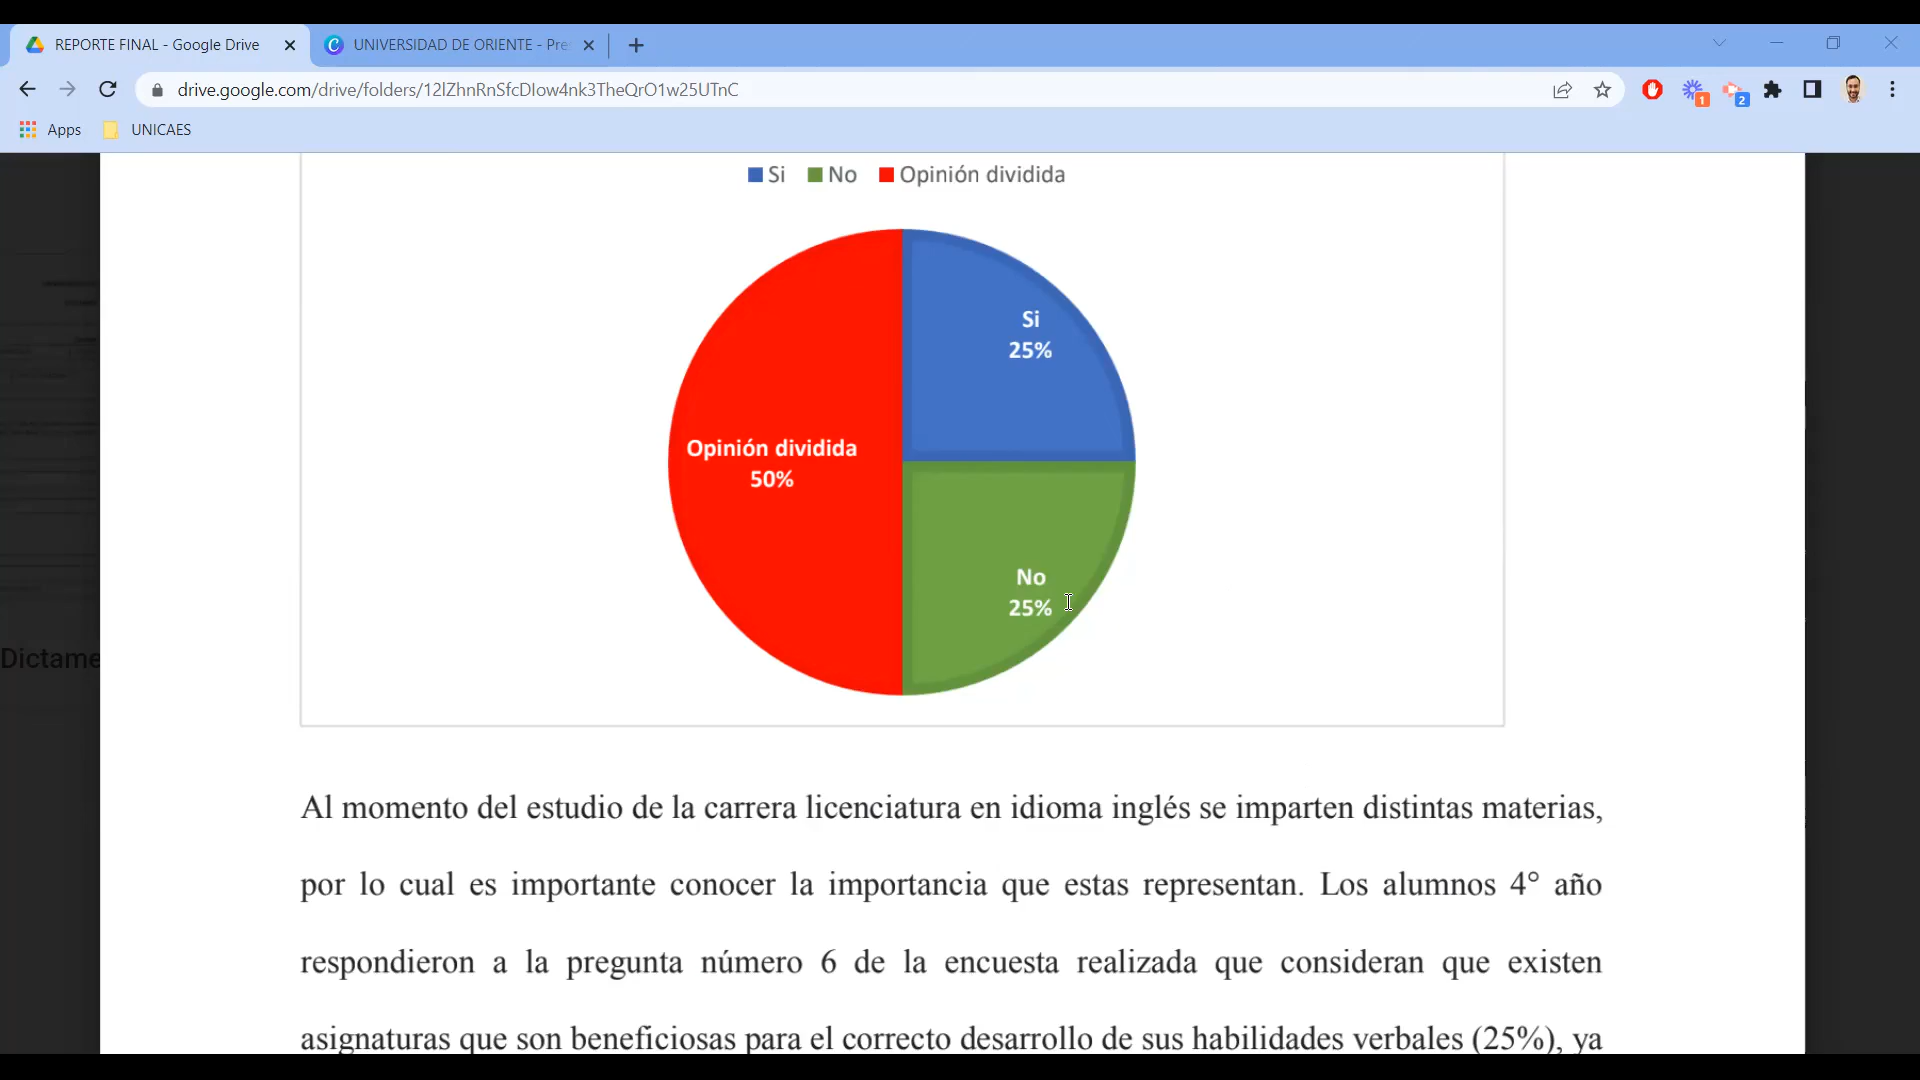 REPORTE FINAL - Google Drive
UNIVERSIDAD DE ORIENTE - Pre
drive.google.com/drive/folders/12lZhnRnSfcDIow4nk3TheQrO1w25UTnC
1
2
Apps
UNICAES
Si
No
Opinión dividida
Si
25%
Opinión dividida
50%
No
25%
Dictame
Al momento del estudio de la carrera licenciatura en idioma inglés se imparten distintas materias,
por lo cual es importante conocer la importancia que estas representan. Los alumnos 4° año
respondieron a la pregunta número 6 de la encuesta realizada que consideran que existen
asignaturas que son beneficiosas para el correcto desarrollo de sus habilidades verbales (25%), ya